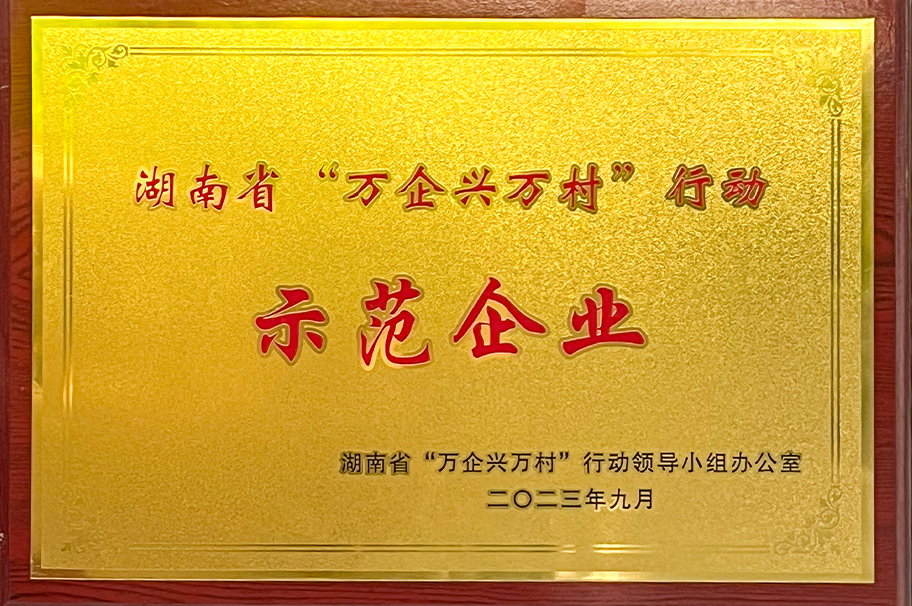 湖南省“万企兴万村”行动
示范企业
湖南省“万企兴万村”行动领导小组办公室
二〇二三年九月